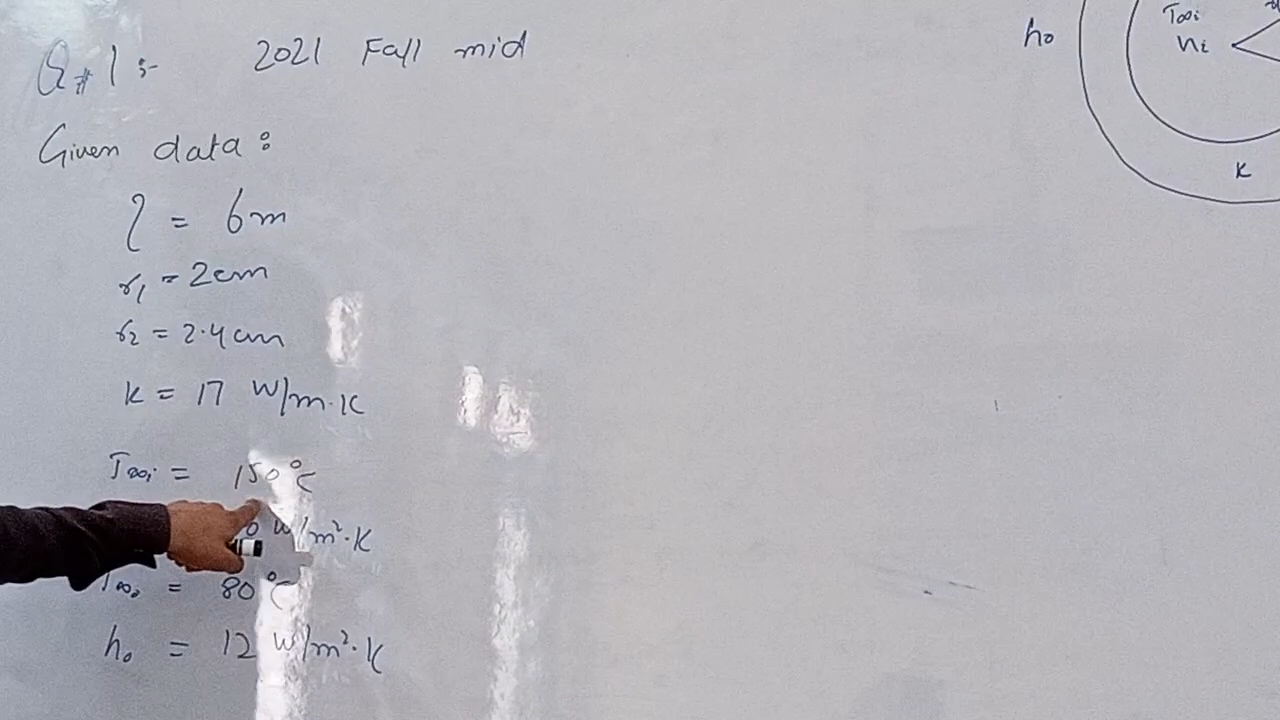 Q#1:- 2021 Fall mid
Given data:
l = 6m
r₁ = 2cm
r₂ = 2.4cm
k = 17 W/m.K
T∞i = 150°C
0 W/m².K
T∞o = 80°C
ho = 12 W/m².K
ho
T∞i
hi
K